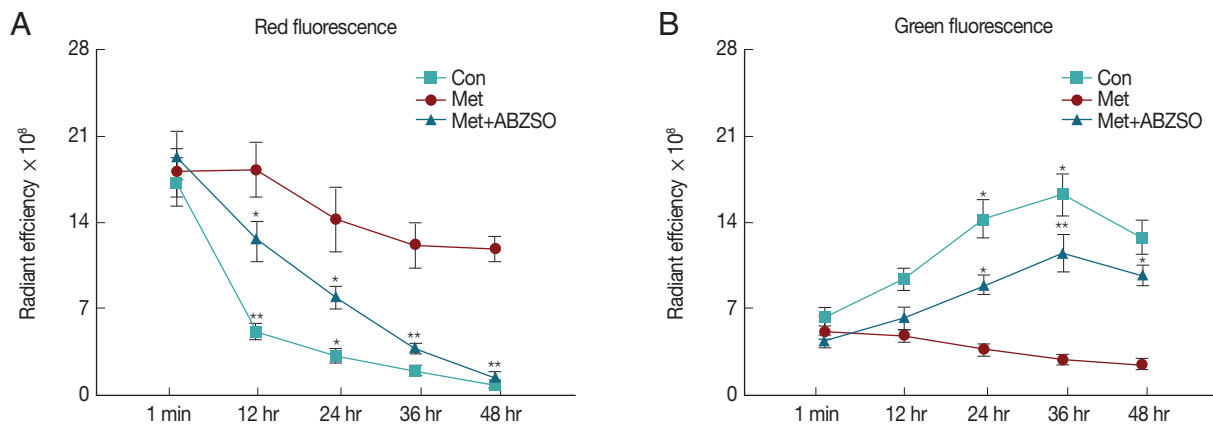 A
Red fluorescence
28
21
14
7
0
Radiant effciency × 10⁸
Con
Met
Met+ABZSO
*
**
*
*
**
**
1 min 12 hr 24 hr 36 hr 48 hr
B
Green fluorescence
28
21
14
7
0
Radiant effciency × 10⁸
Con
Met
Met+ABZSO
*
*
**
*
*
1 min 12 hr 24 hr 36 hr 48 hr